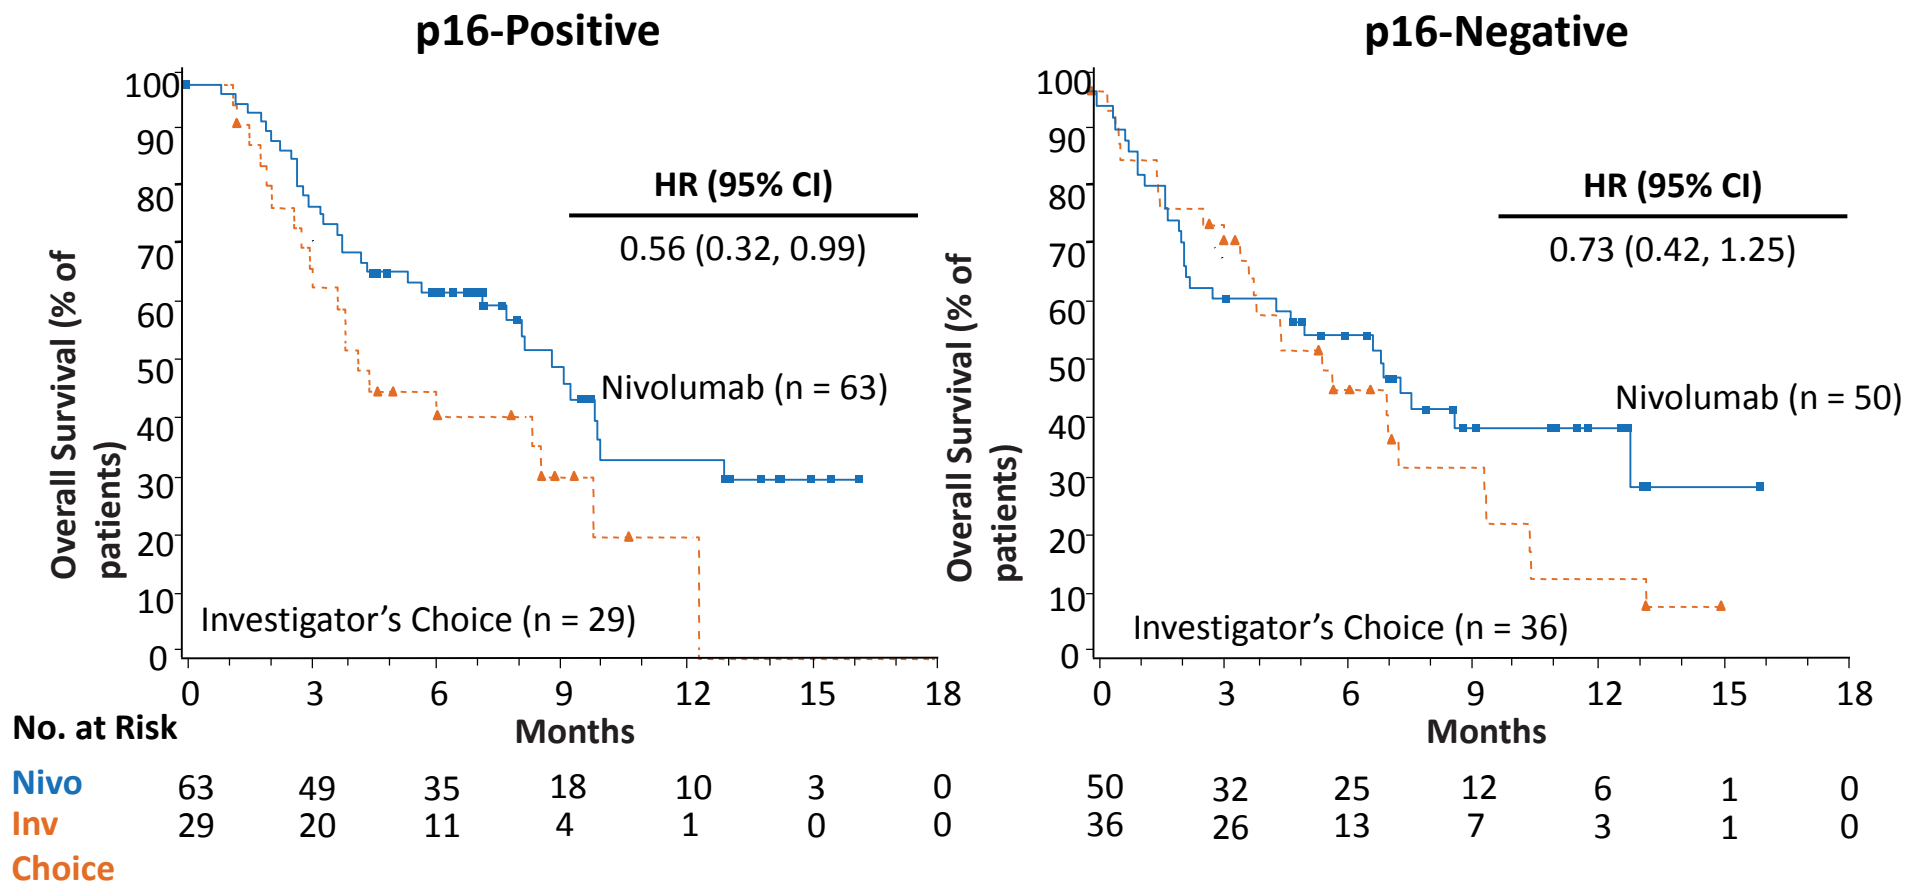 p16-Positive
100
90
80
70
60
50
40
30
20
10
0
Overall Survival (% of
patients)
HR (95% CI)
0.56 (0.32, 0.99)
Nivolumab (n = 63)
Investigator’s Choice (n = 29)
0 3 6 9 12 15 18
Months
p16-Negative
100
90
80
70
60
50
40
30
20
10
0
Overall Survival (% of
patients)
HR (95% CI)
0.73 (0.42, 1.25)
Nivolumab (n = 50)
Investigator’s Choice (n = 36)
0 3 6 9 12 15 18
Months
No. at Risk
Nivo 63 49 35 18 10 3 0 50 32 25 12 6 1 0
Inv 29 20 11 4 1 0 0 36 26 13 7 3 1 0
Choice